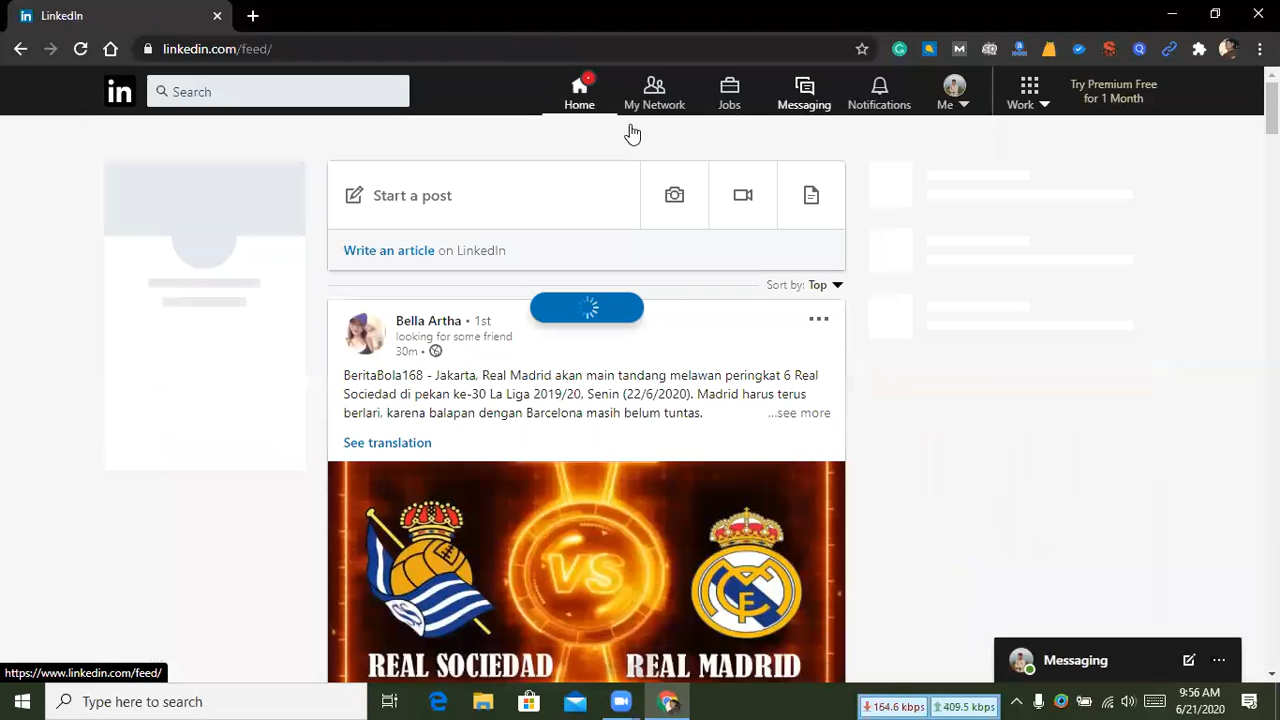 LinkedIn
linkedin.com/feed/
in
Search
Home
My Network
Jobs
Messaging
Notifications
Me
Work
Try Premium Free
for 1 Month
Start a post
Write an article on LinkedIn
Sort by: Top
Bella Artha • 1st
looking for some friend
30m •
BeritaBola168 - Jakarta, Real Madrid akan main tandang melawan peringkat 6 Real
Sociedad di pekan ke-30 La Liga 2019/20, Senin (22/6/2020). Madrid harus terus
berlari, karena balapan dengan Barcelona masih belum tuntas. ...see more
See translation
VS
REAL SOCIEDAD REAL MADRID
Messaging
https://www.linkedin.com/feed/
Type here to search
164.6 kbps 409.5 kbps
9:56 AM
6/21/2020